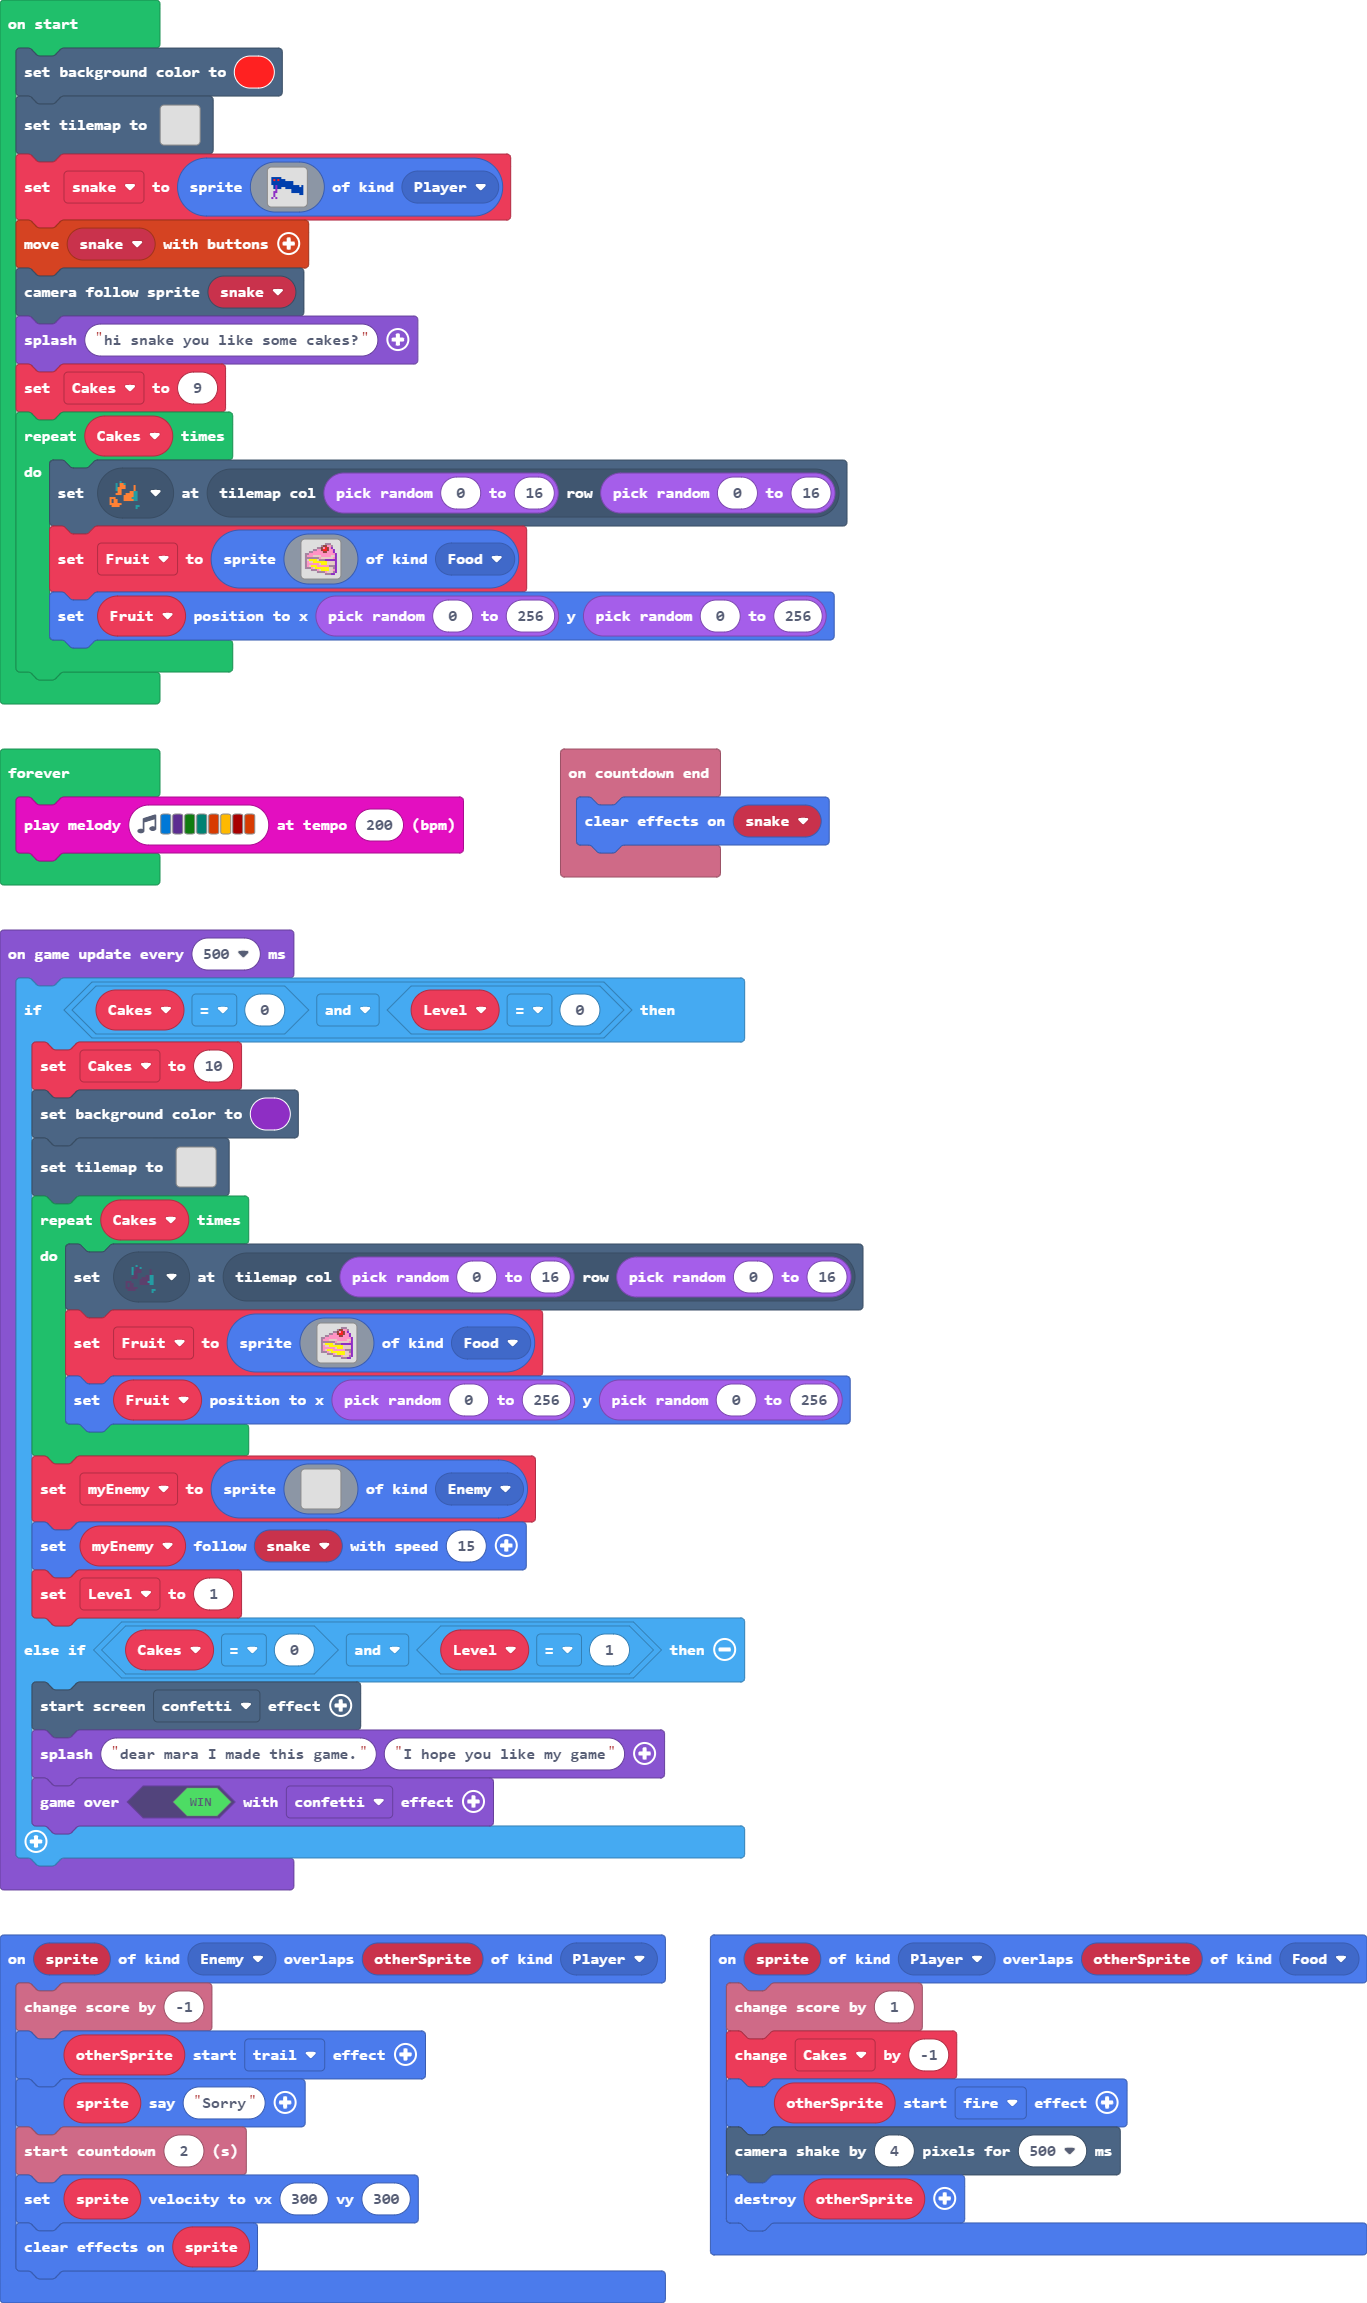 on start
set background color to
set tilemap to
set snake to sprite of kind Player
move snake with buttons
camera follow sprite snake
splash "hi snake you like some cakes?"
set Cakes to 9
repeat Cakes times
do
set at tilemap col pick random 0 to 16 row pick random 0 to 16
set Fruit to sprite of kind Food
set Fruit position to x pick random 0 to 256 y pick random 0 to 256
forever
play melody at tempo 200 (bpm)
on countdown end
clear effects on snake
on game update every 500 ms
if Cakes = 0 and Level = 0 then
set Cakes to 10
set background color to
set tilemap to
repeat Cakes times
do
set at tilemap col pick random 0 to 16 row pick random 0 to 16
set Fruit to sprite of kind Food
set Fruit position to x pick random 0 to 256 y pick random 0 to 256
set myEnemy to sprite of kind Enemy
set myEnemy follow snake with speed 15
set Level to 1
else if Cakes = 0 and Level = 1 then
start screen confetti effect
splash "dear mara I made this game." "I hope you like my game"
game over WIN with confetti effect
on sprite of kind Enemy overlaps otherSprite of kind Player
change score by -1
otherSprite start trail effect
sprite say "Sorry"
start countdown 2 (s)
set sprite velocity to vx 300 vy 300
clear effects on sprite
on sprite of kind Player overlaps otherSprite of kind Food
change score by 1
change Cakes by -1
otherSprite start fire effect
camera shake by 4 pixels for 500 ms
destroy otherSprite